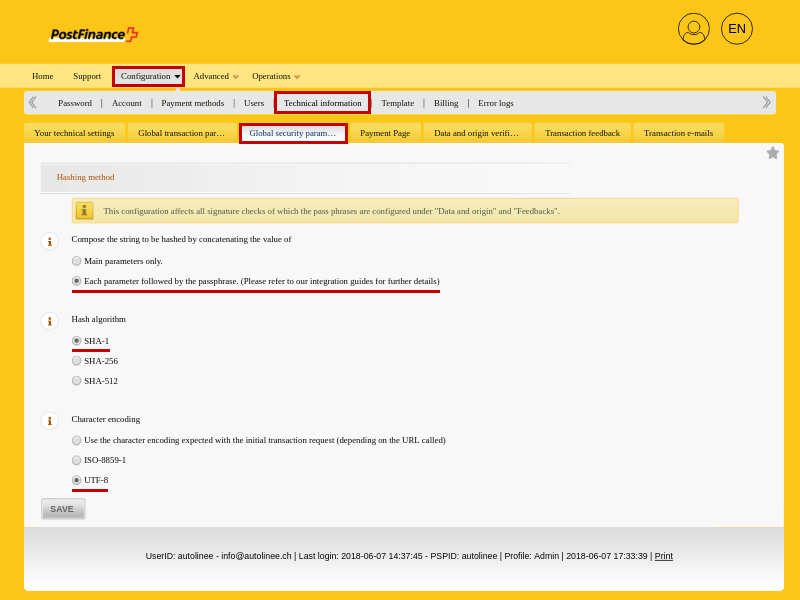 PostFinance
EN
Home Support Configuration Advanced Operations
Password | Account | Payment methods | Users | Technical information | Template | Billing | Error logs
Your technical settings Global transaction par… Global security param… Payment Page Data and origin verifi… Transaction feedback Transaction e-mails
Hashing method
This configuration affects all signature checks of which the pass phrases are configured under "Data and origin" and "Feedbacks".
Compose the string to be hashed by concatenating the value of
Main parameters only.
Each parameter followed by the passphrase. (Please refer to our integration guides for further details)
Hash algorithm
SHA-1
SHA-256
SHA-512
Character encoding
Use the character encoding expected with the initial transaction request (depending on the URL called)
ISO-8859-1
UTF-8
SAVE
UserID: autolinee - info@autolinee.ch | Last login: 2018-06-07 14:37:45 - PSPID: autolinee | Profile: Admin | 2018-06-07 17:33:39 | Print